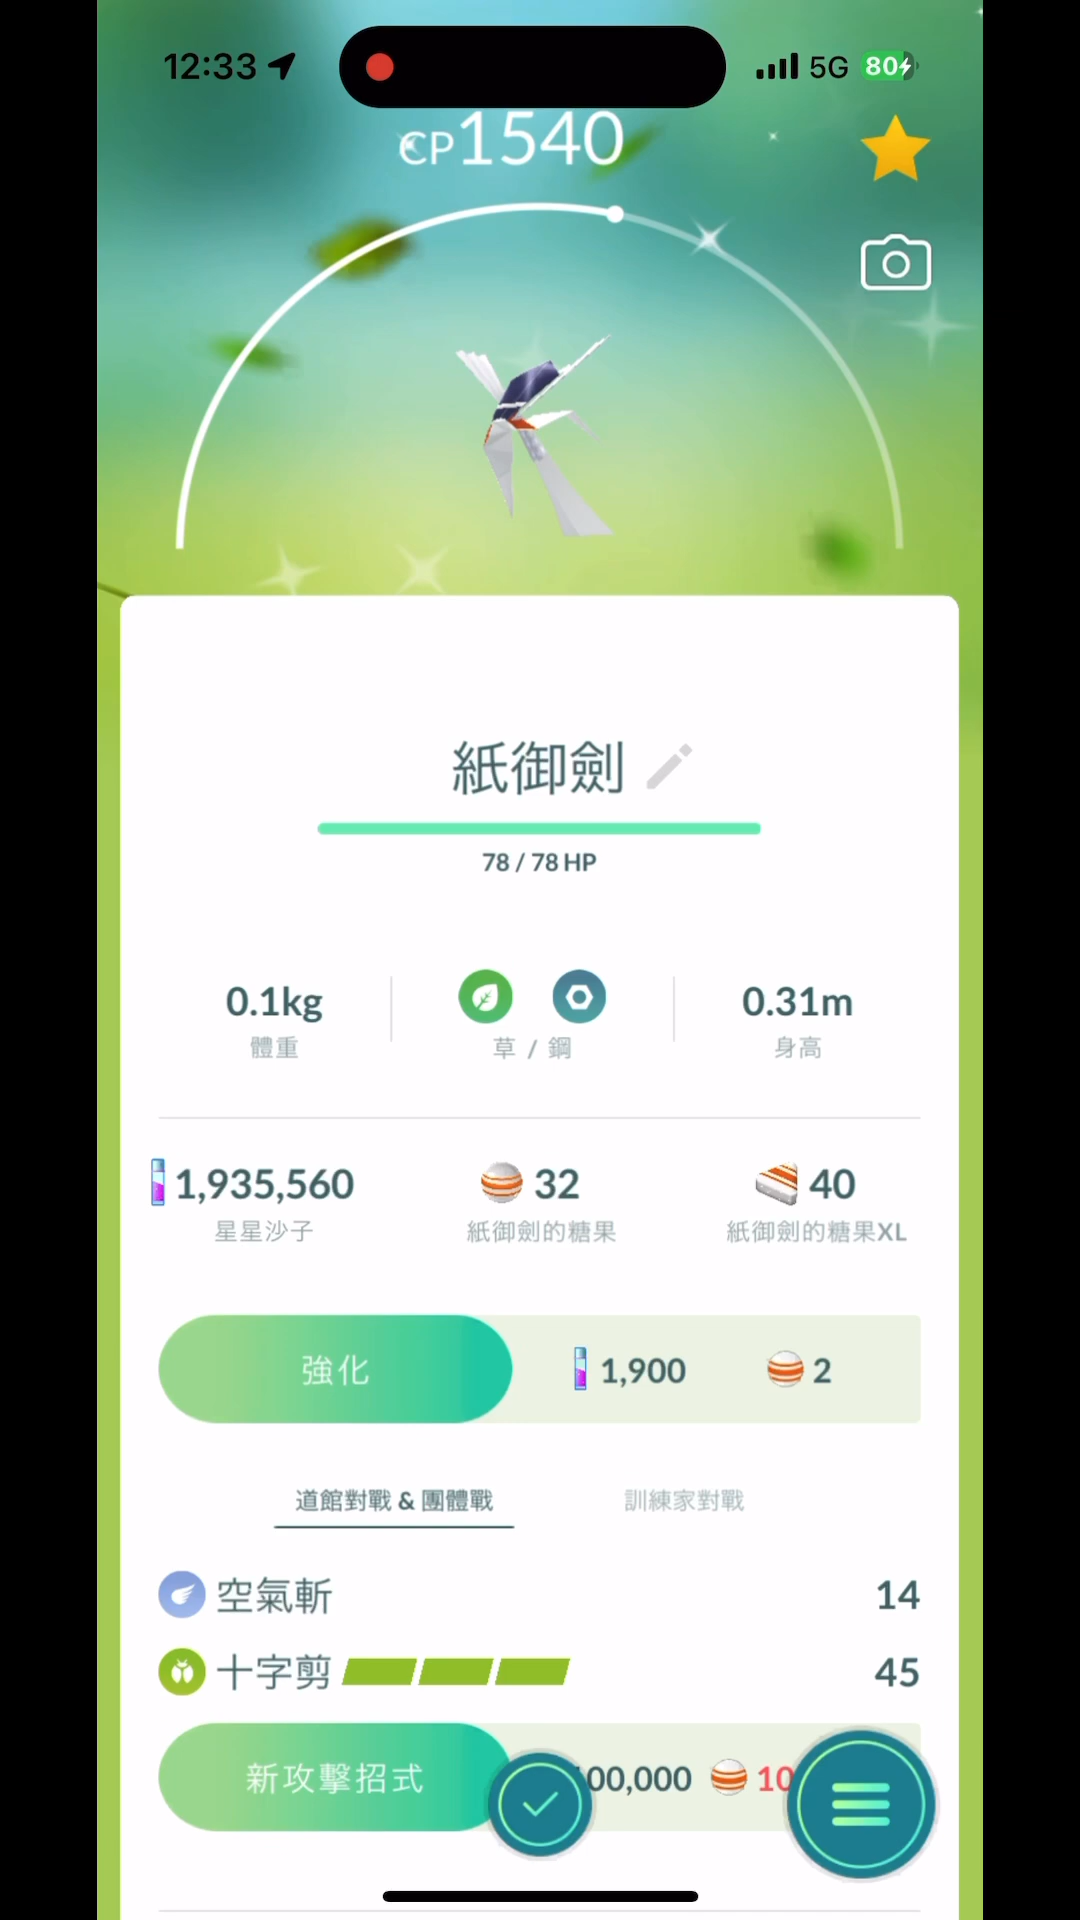 12:33
5G
80
CP1540
紙御劍
78 / 78 HP
0.1kg
體重
草 / 鋼
0.31m
身高
1,935,560
星星沙子
32
紙御劍的糖果
40
紙御劍的糖果XL
強化
1,900
2
道館對戰 & 團體戰
訓練家對戰
空氣斬
14
十字剪
45
新攻擊招式
00,000
10